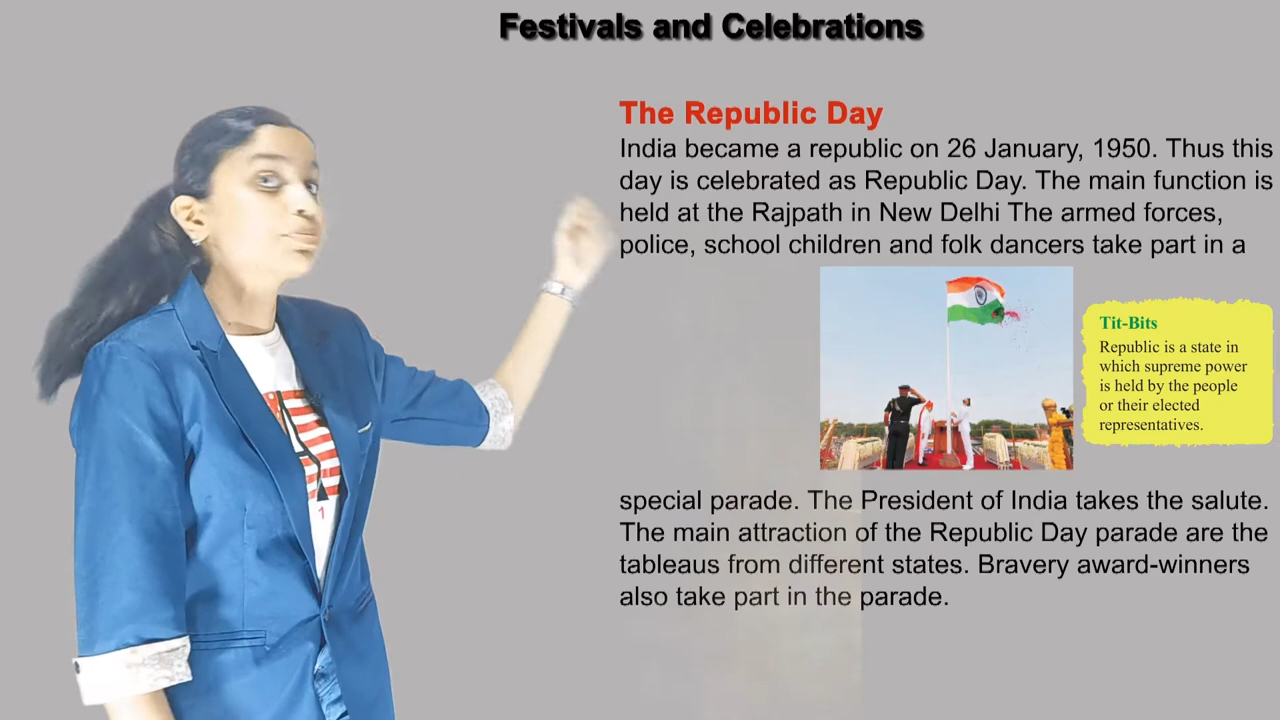 Festivals and Celebrations
The Republic Day
India became a republic on 26 January, 1950. Thus this
day is celebrated as Republic Day. The main function is
held at the Rajpath in New Delhi The armed forces,
police, school children and folk dancers take part in a
Tit-Bits
Republic is a state in
which supreme power
is held by the people
or their elected
representatives.
special parade. The President of India takes the salute.
The main attraction of the Republic Day parade are the
tableaus from different states. Bravery award-winners
also take part in the parade.